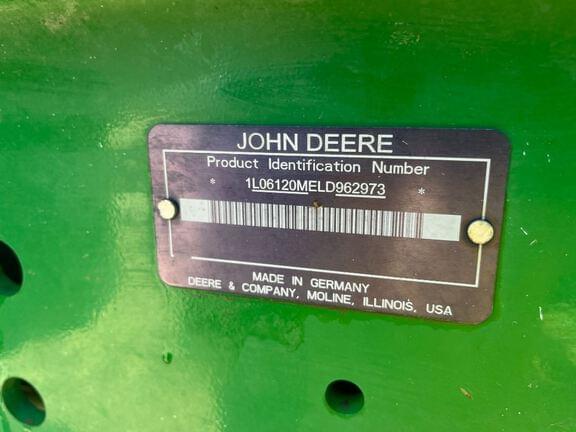 JOHN DEERE
Product Identification Number
* 1L06120MELD962973 *
MADE IN GERMANY
DEERE & COMPANY, MOLINE, ILLINOIS, USA